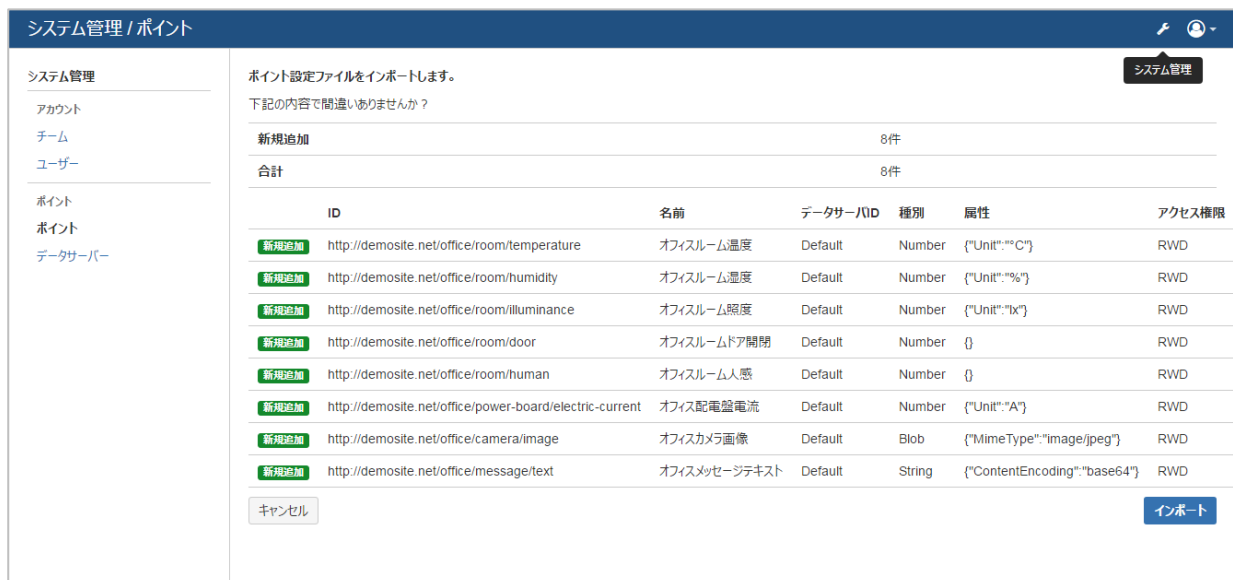 システム管理 / ポイント
システム管理
システム管理
アカウント
チーム
ユーザー
ポイント
ポイント
データサーバー
ポイント設定ファイルをインポートします。
下記の内容で間違いありませんか？
新規追加 8件
合計 8件
ID 名前 データサーバID 種別 属性 アクセス権限
新規追加 http://demosite.net/office/room/temperature オフィスルーム温度 Default Number {"Unit":"°C"} RWD
新規追加 http://demosite.net/office/room/humidity オフィスルーム湿度 Default Number {"Unit":"%"} RWD
新規追加 http://demosite.net/office/room/illuminance オフィスルーム照度 Default Number {"Unit":"lx"} RWD
新規追加 http://demosite.net/office/room/door オフィスルームドア開閉 Default Number {} RWD
新規追加 http://demosite.net/office/room/human オフィスルーム人感 Default Number {} RWD
新規追加 http://demosite.net/office/power-board/electric-current オフィス配電盤電流 Default Number {"Unit":"A"} RWD
新規追加 http://demosite.net/office/camera/image オフィスカメラ画像 Default Blob {"MimeType":"image/jpeg"} RWD
新規追加 http://demosite.net/office/message/text オフィスメッセージテキスト Default String {"ContentEncoding":"base64"} RWD
キャンセル インポート